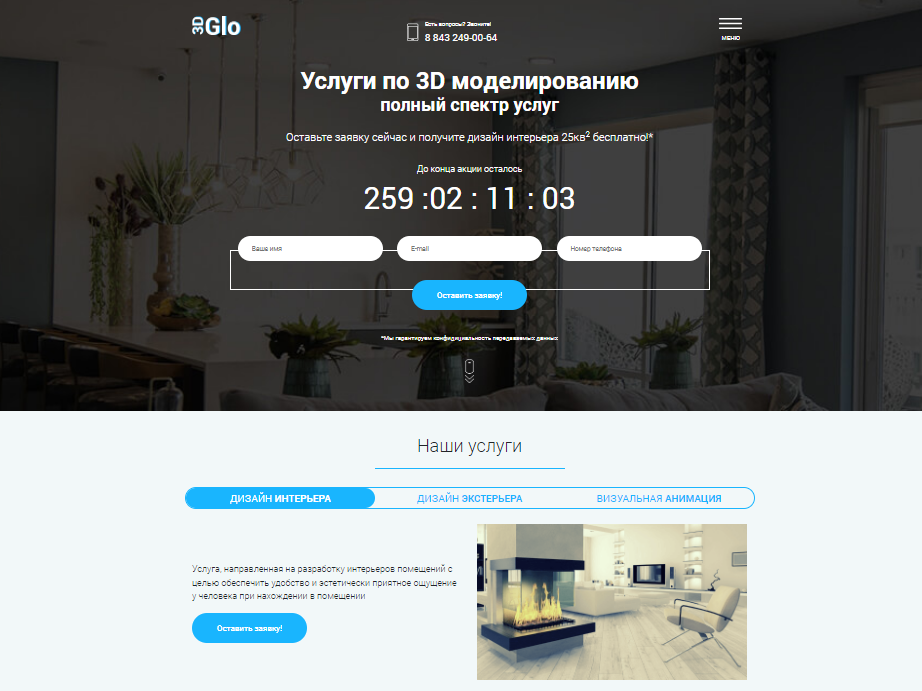 3D Glo
Есть вопросы? Звоните!
8 843 249-00-64
МЕНЮ
Услуги по 3D моделированию
полный спектр услуг
Оставьте заявку сейчас и получите дизайн интерьера 25кв² бесплатно!*
До конца акции осталось
259 :02 : 11 : 03
Ваше имя
E-mail
Номер телефона
Оставить заявку!
*Мы гарантируем конфидициальность передаваемых данных
Наши услуги
ДИЗАЙН ИНТЕРЬЕРА
ДИЗАЙН ЭКСТЕРЬЕРА
ВИЗУАЛЬНАЯ АНИМАЦИЯ
Услуга, направленная на разработку интерьеров помещений с
целью обеспечить удобство и эстетически приятное ощущение
у человека при нахождении в помещении
Оставить заявку!